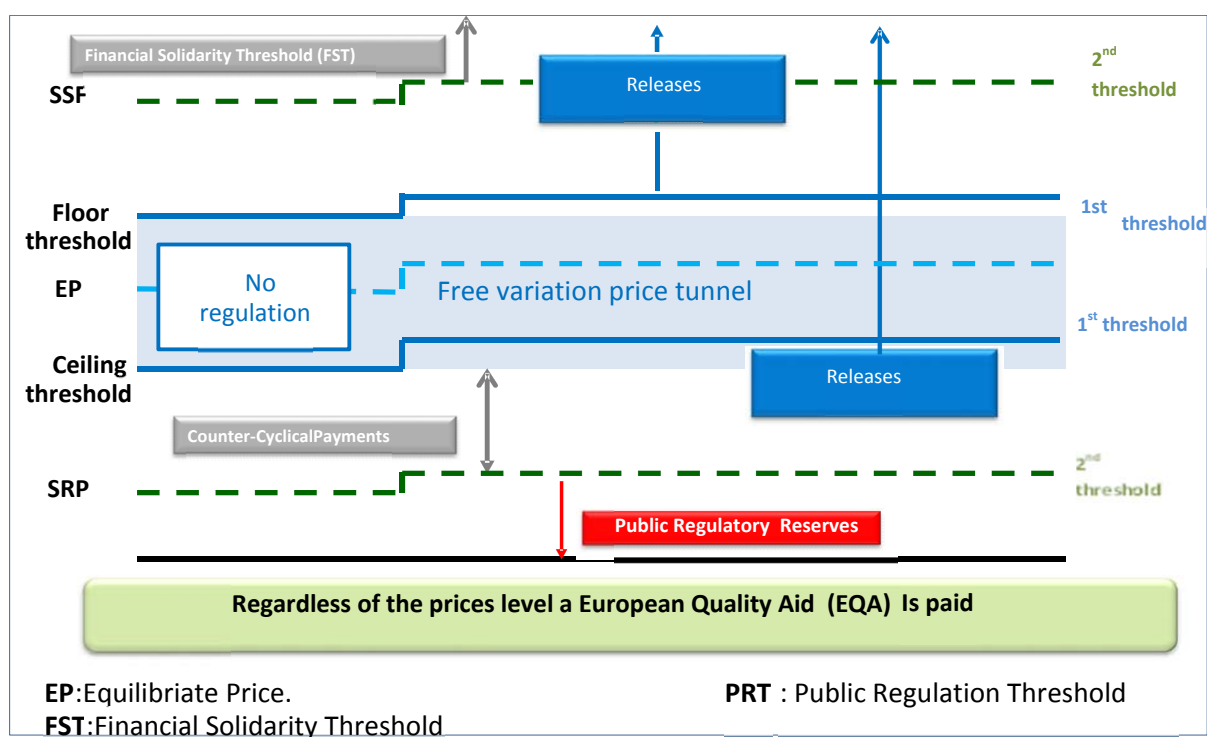 Financial Solidarity Threshold (FST)
2nd
threshold
SSF
Releases
Floor
threshold
1st
threshold
EP
No
regulation
Free variation price tunnel
1st threshold
Ceiling
threshold
Releases
Counter-CyclicalPayments
SRP
2nd
threshold
Public Regulatory Reserves
Regardless of the prices level a European Quality Aid (EQA) Is paid
EP:Equilibriate Price.
PRT : Public Regulation Threshold
FST:Financial Solidarity Threshold